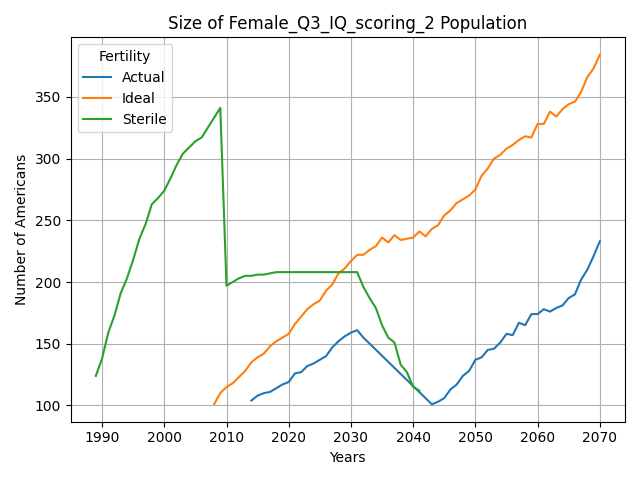 Size of Female_Q3_IQ_scoring_2 Population
Fertility
Actual
Ideal
Sterile
Number of Americans
350
300
250
200
150
100
1990 2000 2010 2020 2030 2040 2050 2060 2070
Years